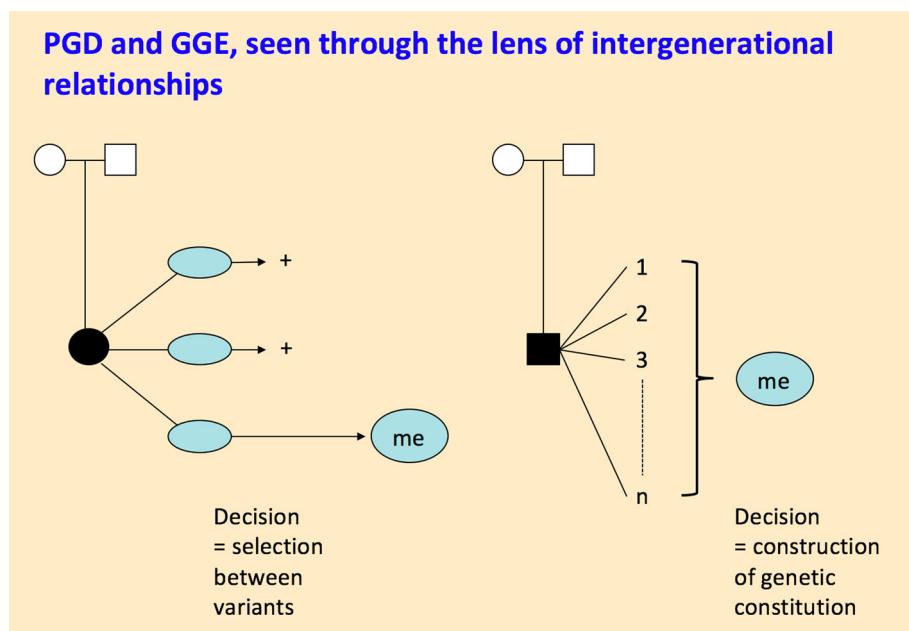 PGD and GGE, seen through the lens of intergenerational
relationships
+
+
me
Decision
= selection
between
variants
1
2
3
n
me
Decision
= construction
of genetic
constitution